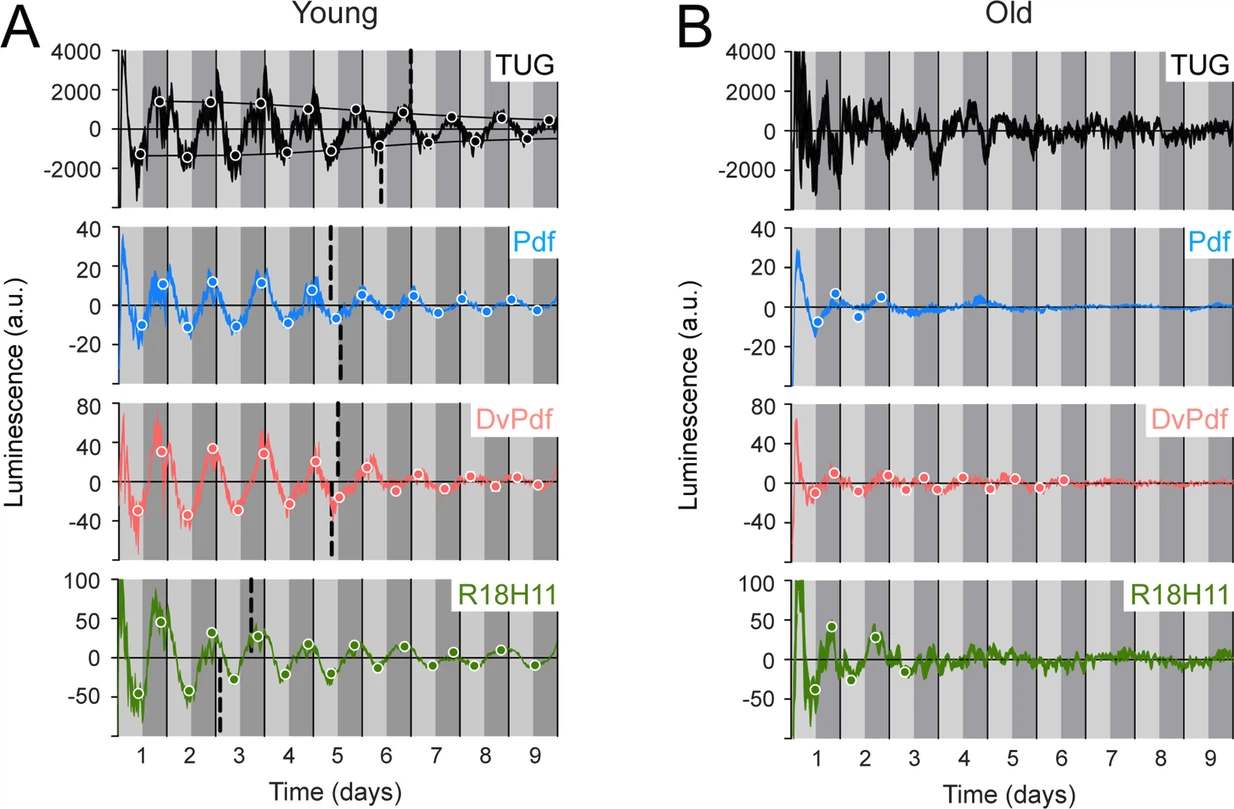 A
Young
B
Old
4000
2000
0
-2000
TUG
4000
2000
0
-2000
TUG
40
20
0
-20
Pdf
40
20
0
-20
Pdf
Luminescence (a.u.)
Luminescence (a.u.)
80
40
0
-40
DvPdf
80
40
0
-40
DvPdf
100
50
0
-50
R18H11
100
50
0
-50
R18H11
1 2 3 4 5 6 7 8 9
1 2 3 4 5 6 7 8 9
Time (days)
Time (days)